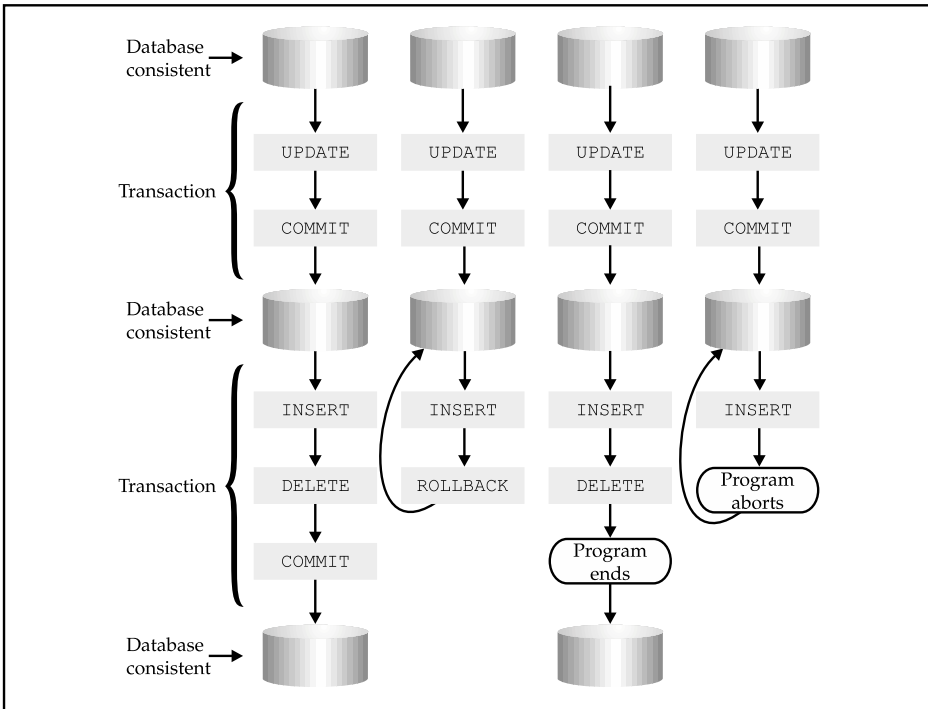 Database
consistent
UPDATE UPDATE UPDATE UPDATE
Transaction
COMMIT COMMIT COMMIT COMMIT
Database
consistent
INSERT INSERT INSERT INSERT
Transaction
DELETE ROLLBACK DELETE Program
aborts
COMMIT
Program
ends
Database
consistent